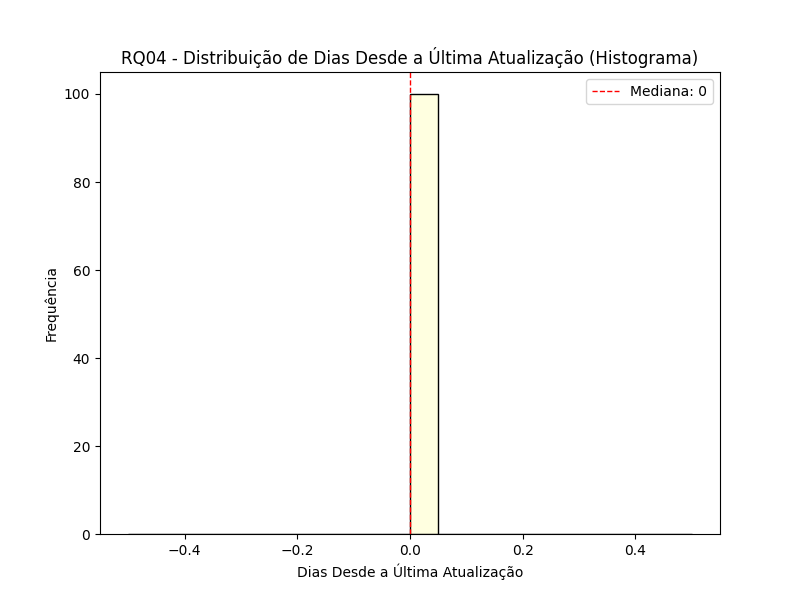 RQ04 - Distribuição de Dias Desde a Última Atualização (Histograma)
Mediana: 0
100
80
60
40
20
0
Frequência
−0.4 −0.2 0.0 0.2 0.4
Dias Desde a Última Atualização